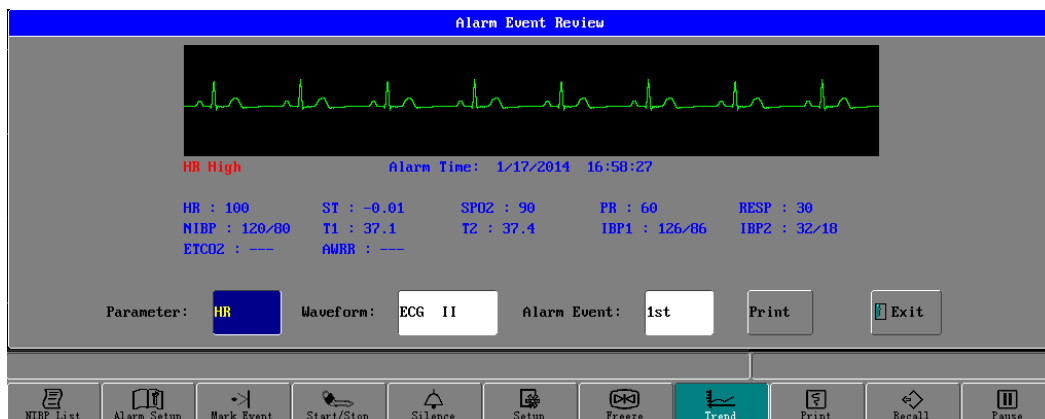 Alarm Event Review
HR High Alarm Time: 1/17/2014 16:58:27
HR : 100 ST : -0.01 SPO2 : 90 PR : 60 RESP : 30
NIBP : 120/80 T1 : 37.1 T2 : 37.4 IBP1 : 126/86 IBP2 : 32/18
ETCO2 : --- AWRR : ---
Parameter: HR Waveform: ECG II Alarm Event: 1st Print Exit
NIBP List Alarm Setup Mark Event Start/Stop Silence Setup Freeze Trend Print Recall Pause